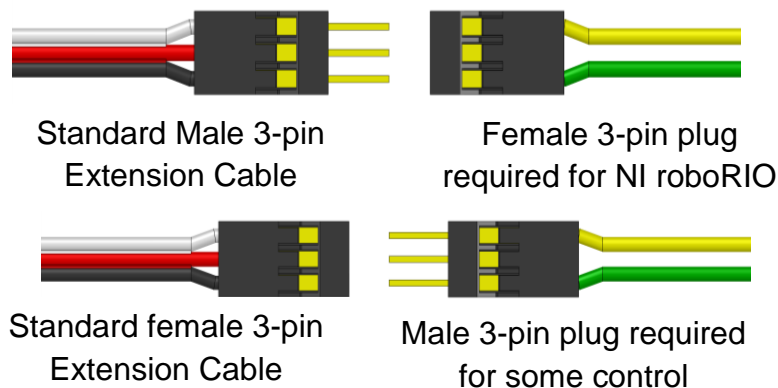 Standard Male 3-pin
Extension Cable
Female 3-pin plug
required for NI roboRIO
Standard female 3-pin
Extension Cable
Male 3-pin plug required
for some control